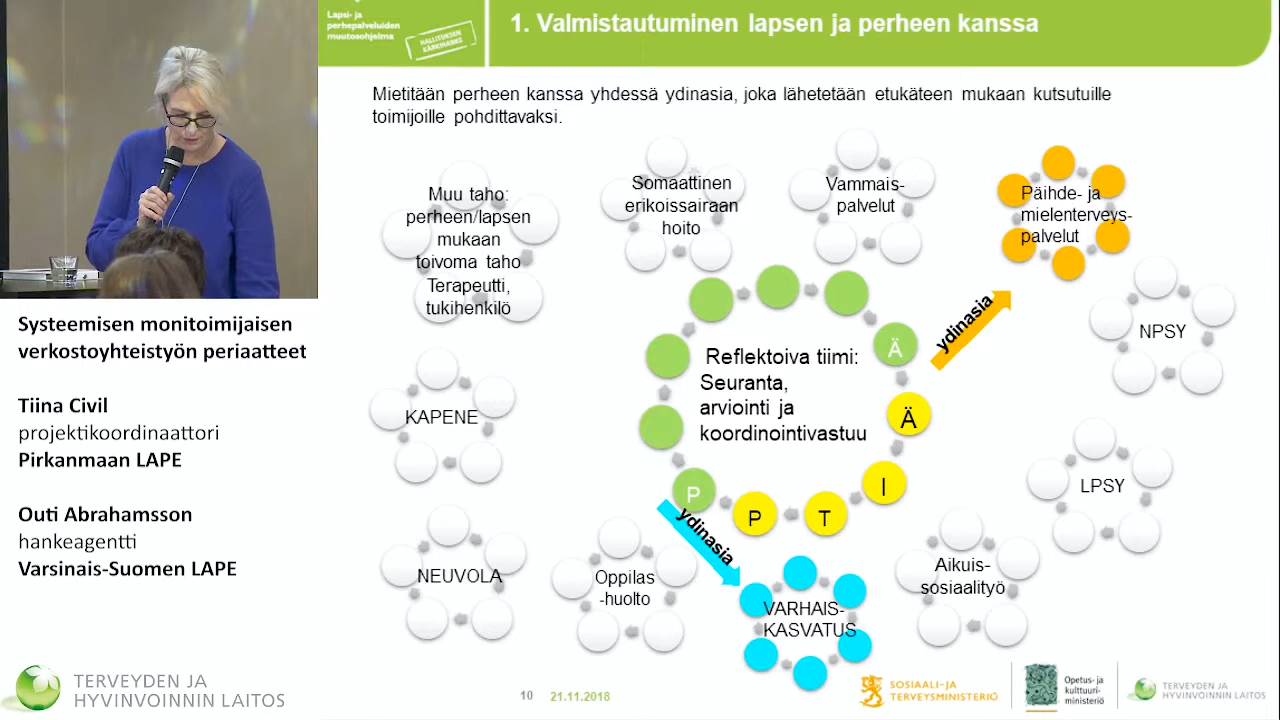 Lapsi- ja
perhepalveluiden
muutosohjelma
HALLITUKSEN
KÄRKIHANKE
1. Valmistautuminen lapsen ja perheen kanssa
Mietitään perheen kanssa yhdessä ydinasia, joka lähetetään etukäteen mukaan kutsutuille
toimijoille pohdittavaksi.
Muu taho:
perheen/lapsen
mukaan
toivoma taho
Terapeutti,
tukihenkilö
Somaattinen
erikoissairaan
hoito
Vammais-
palvelut
Päihde- ja
mielenterveys-
palvelut
ydinasia
NPSY
Reflektoiva tiimi:
Seuranta,
arviointi ja
koordinointivastuu
Ä
Ä
I
T
P
P
KAPENE
LPSY
ydinasia
NEUVOLA
Oppilas
-huolto
VARHAIS-
KASVATUS
Aikuis-
sosiaalityö
Systeemisen monitoimijaisen
verkostoyhteistyön periaatteet
Tiina Civil
projektikoordinaattori
Pirkanmaan LAPE
Outi Abrahamsson
hankeagentti
Varsinais-Suomen LAPE
TERVEYDEN JA
HYVINVOINNIN LAITOS
10 21.11.2018
SOSIAALI- JA
TERVEYSMINISTERIÖ
Opetus- ja
kulttuuri-
ministeriö
TERVEYDEN JA
HYVINVOINNIN LAITOS